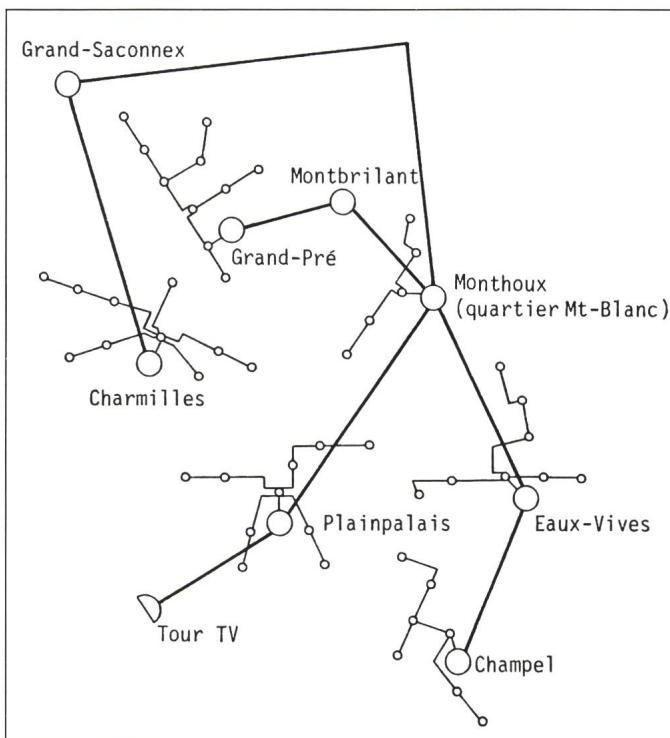 Grand-Saconnex
Montbrilant
Grand-Pré
Monthoux
(quartier Mt-Blanc)
Charmilles
Plainpalais
Eaux-Vives
Tour TV
Champel